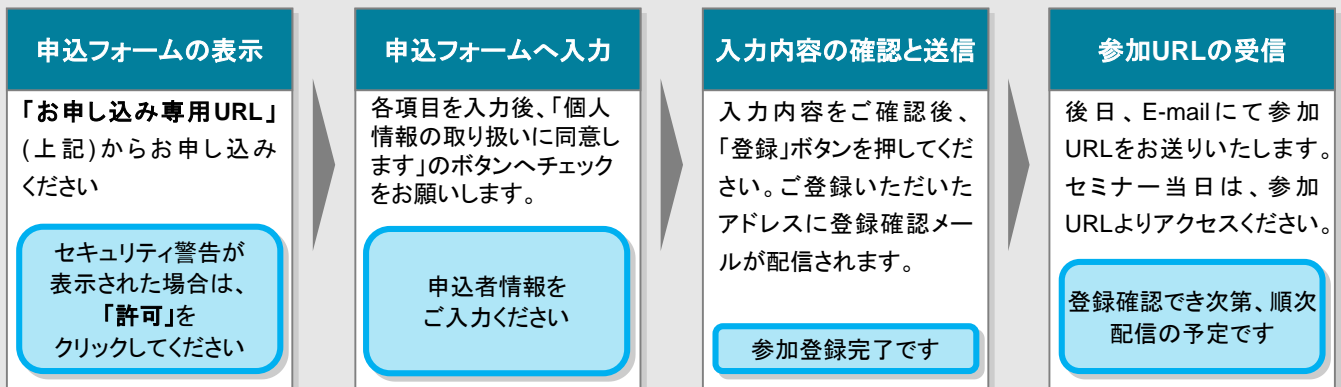 申込フォームの表示
「お申し込み専用URL」
(上記)からお申し込み
ください
セキュリティ警告が
表示された場合は、
「許可」を
クリックしてください
申込フォームへ入力
各項目を入力後、「個人
情報の取り扱いに同意し
ます」のボタンへチェック
をお願いします。
申込者情報を
ご入力ください
入力内容の確認と送信
入力内容をご確認後、
「登録」ボタンを押してくだ
さい。ご登録いただいた
アドレスに登録確認メー
ルが配信されます。
参加登録完了です
参加URLの受信
後日、E-mailにて参加
URLをお送りいたします。
セミナー当日は、参加
URLよりアクセスください。
登録確認でき次第、順次
配信の予定です